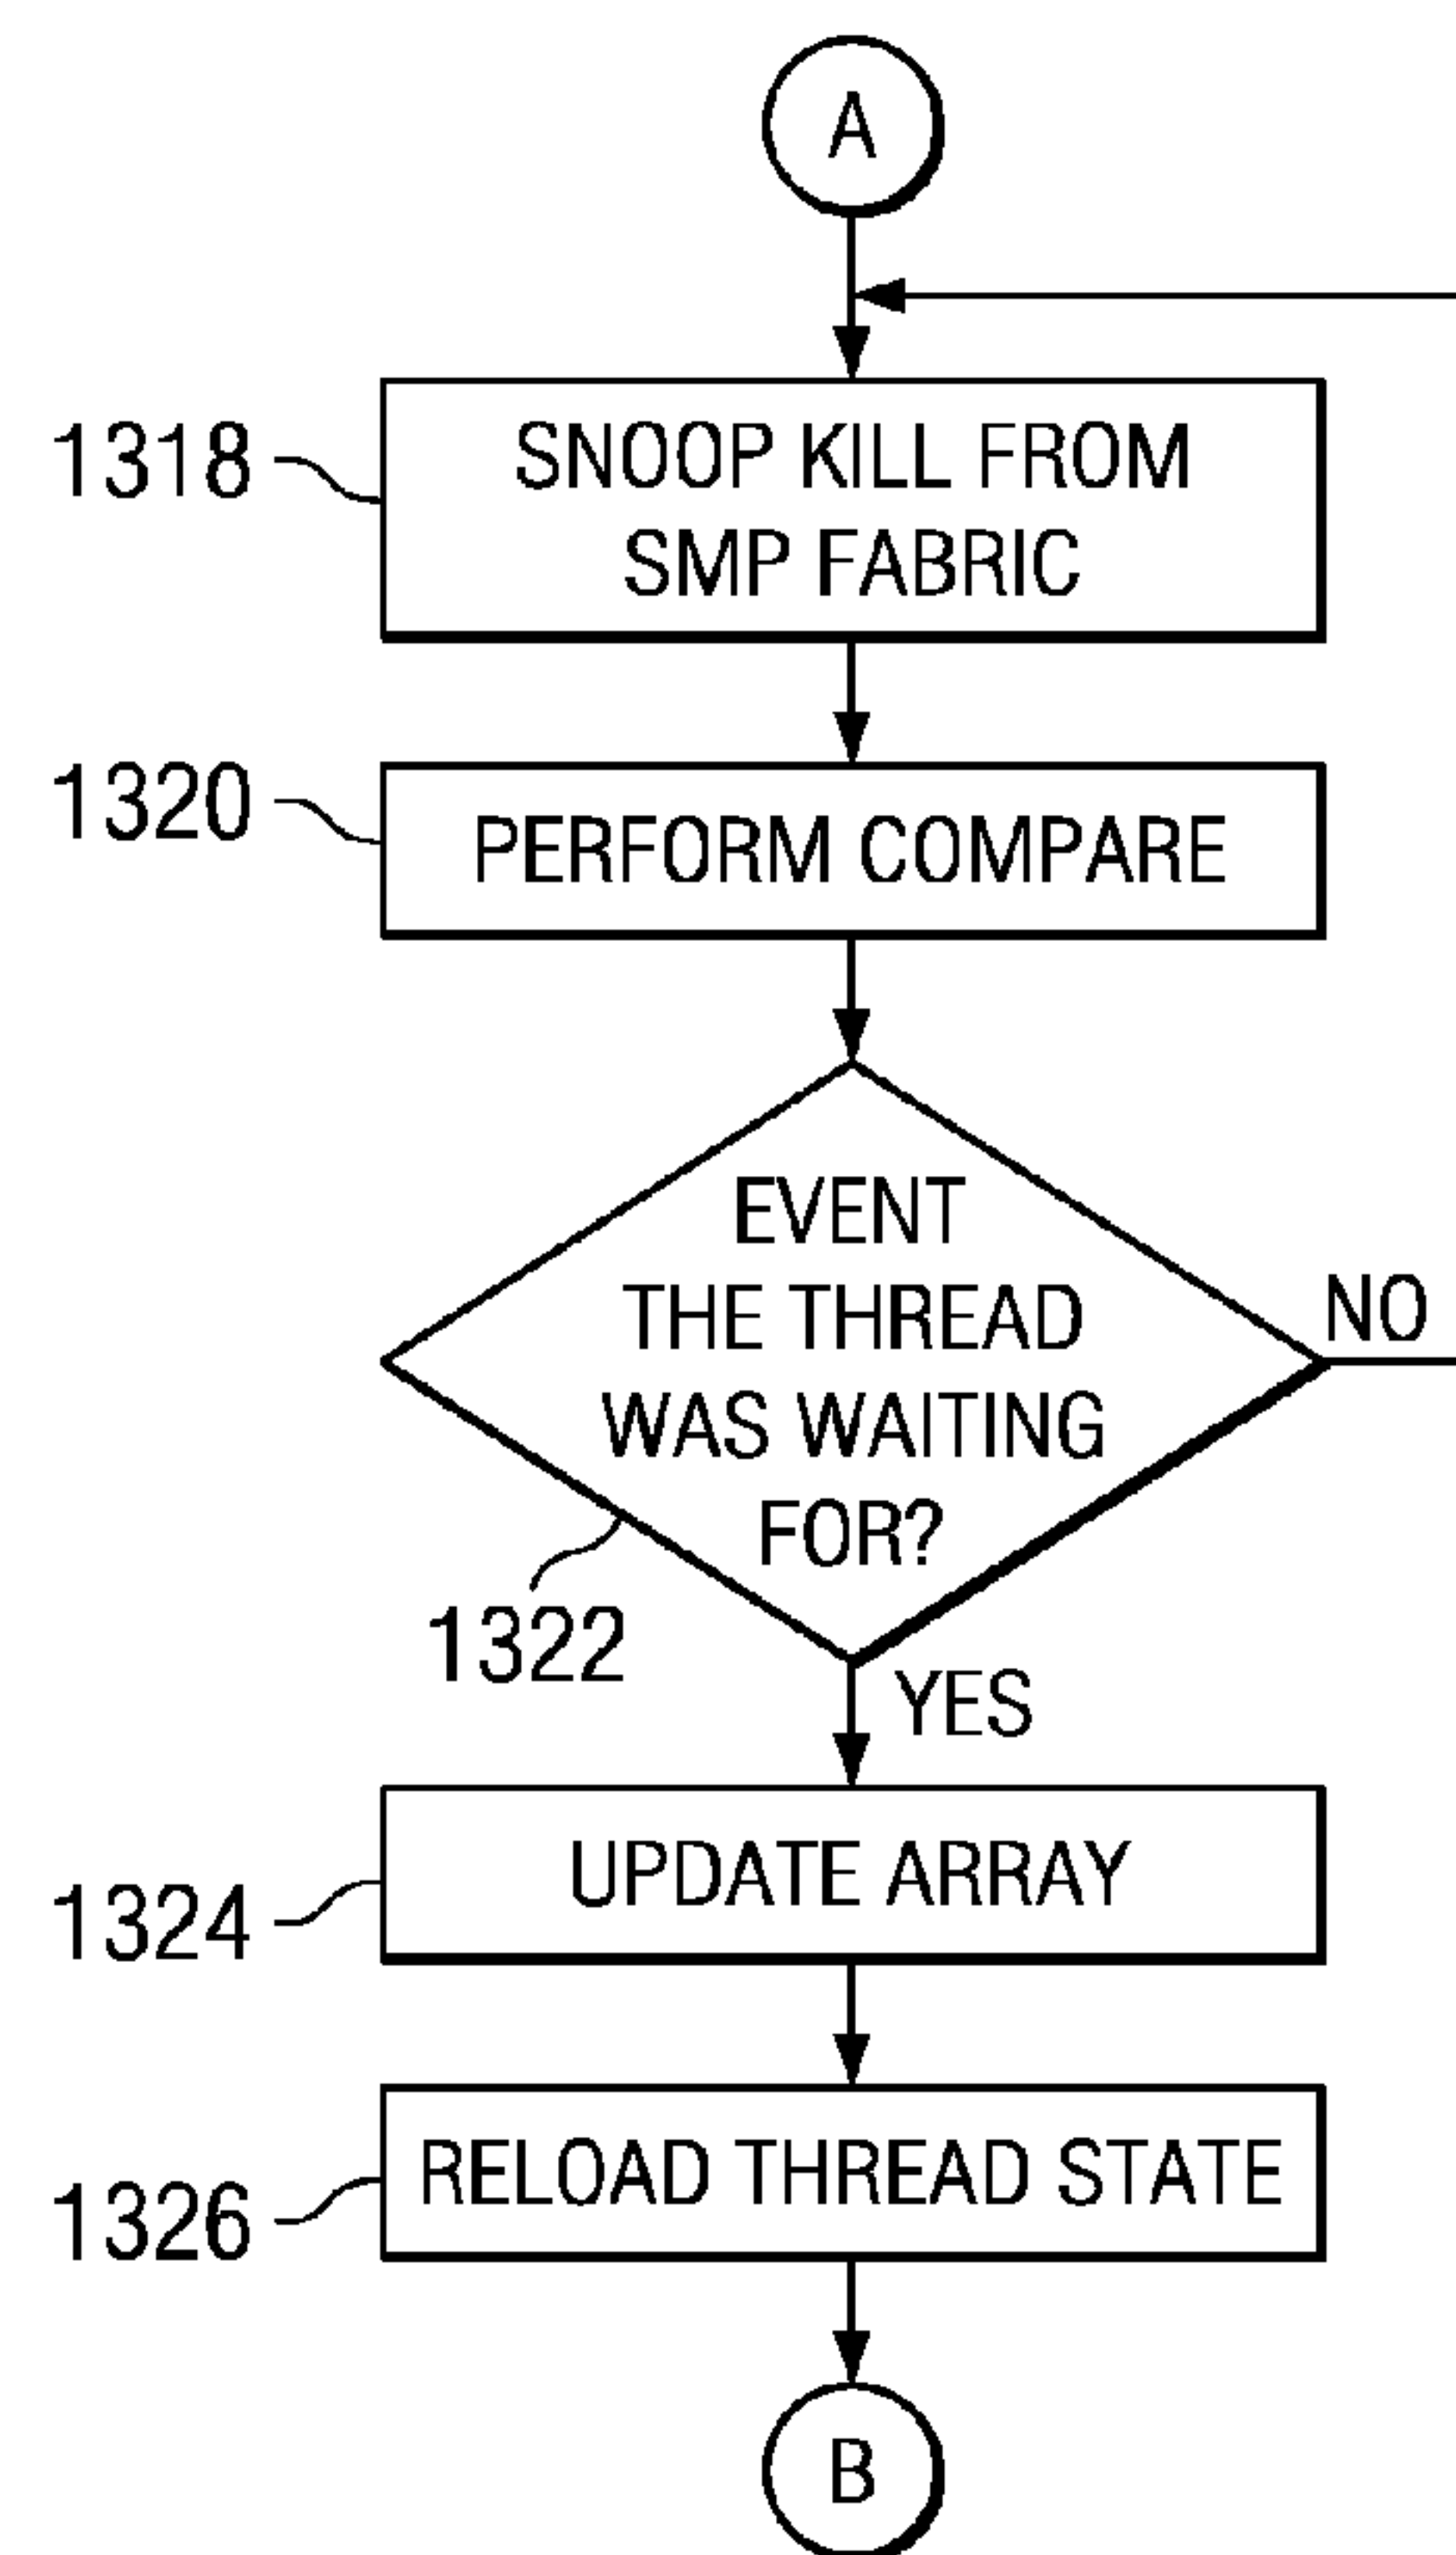 A
1318
SNOOP KILL FROM
SMP FABRIC
1320
PERFORM COMPARE
EVENT
THE THREAD
WAS WAITING
FOR?
NO
1322
YES
1324
UPDATE ARRAY
1326
RELOAD THREAD STATE
B